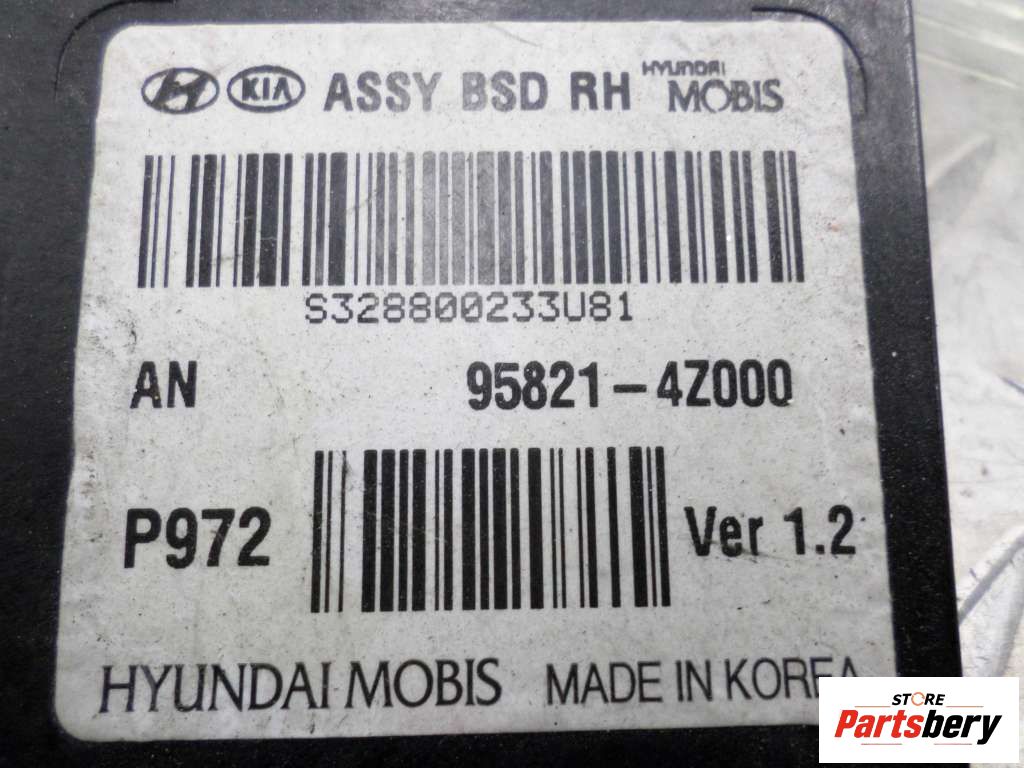 KIA ASSY BSD RH HYUNDAI MOBIS
S328800233U81
AN 95821-4Z000
P972 Ver 1.2
HYUNDAI MOBIS MADE IN KOREA
STORE
Partsbery